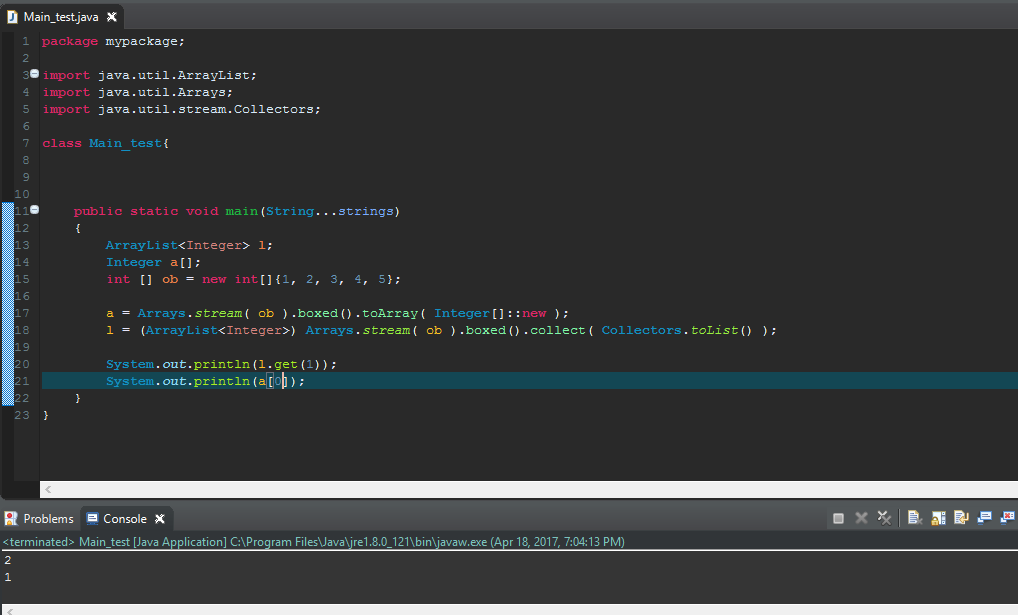 Main_test.java
1 package mypackage;
2
3 import java.util.ArrayList;
4 import java.util.Arrays;
5 import java.util.stream.Collectors;
6
7 class Main_test{
8
9
10
11 public static void main(String...strings)
12 {
13 ArrayList<Integer> l;
14 Integer a[];
15 int [] ob = new int[]{1, 2, 3, 4, 5};
16
17 a = Arrays.stream( ob ).boxed().toArray( Integer[]::new );
18 l = (ArrayList<Integer>) Arrays.stream( ob ).boxed().collect( Collectors.toList() );
19
20 System.out.println(l.get(1));
21 System.out.println(a[0]);
22 }
23 }
Problems Console
<terminated> Main_test [Java Application] C:\Program Files\Java\jre1.8.0_121\bin\javaw.exe (Apr 18, 2017, 7:04:13 PM)
2
1